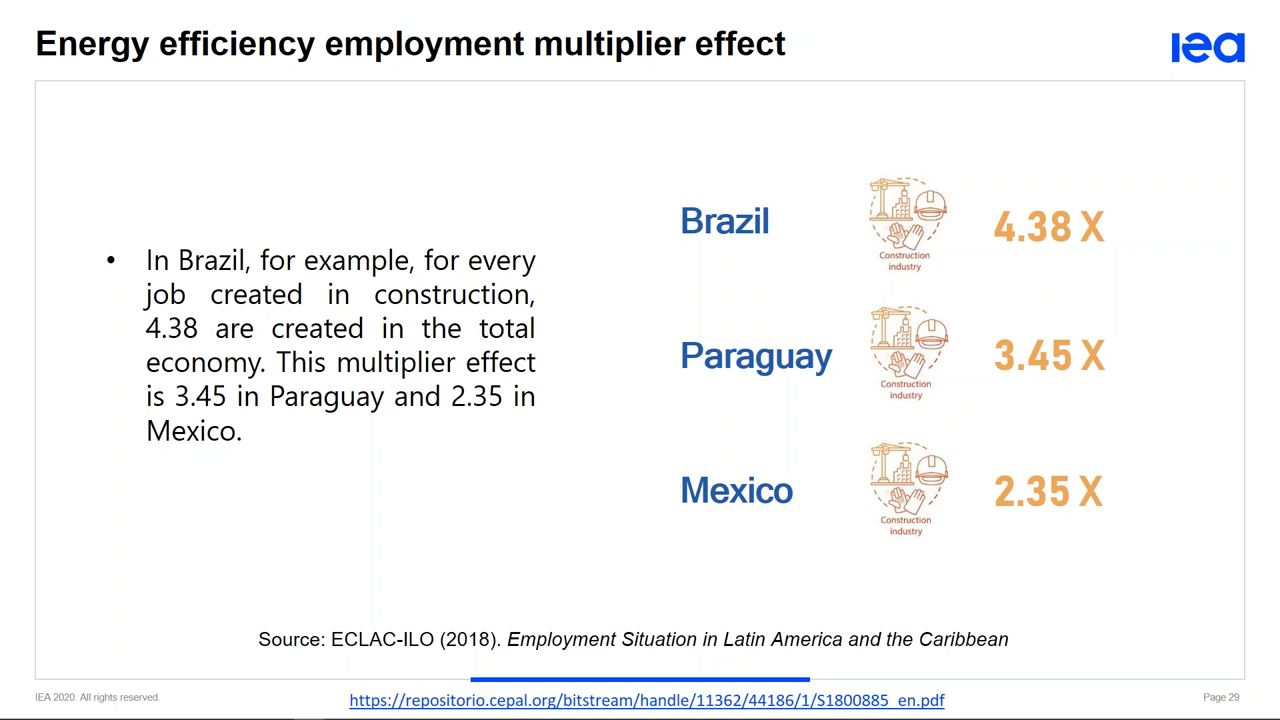 Energy efficiency employment multiplier effect
iea
• In Brazil, for example, for every
job created in construction,
4.38 are created in the total
economy. This multiplier effect
is 3.45 in Paraguay and 2.35 in
Mexico.
Brazil
Construction
industry
4.38 X
Paraguay
Construction
industry
3.45 X
Mexico
Construction
industry
2.35 X
Source: ECLAC-ILO (2018). Employment Situation in Latin America and the Caribbean
IEA 2020. All rights reserved.
https://repositorio.cepal.org/bitstream/handle/11362/44186/1/S1800885_en.pdf
Page 29